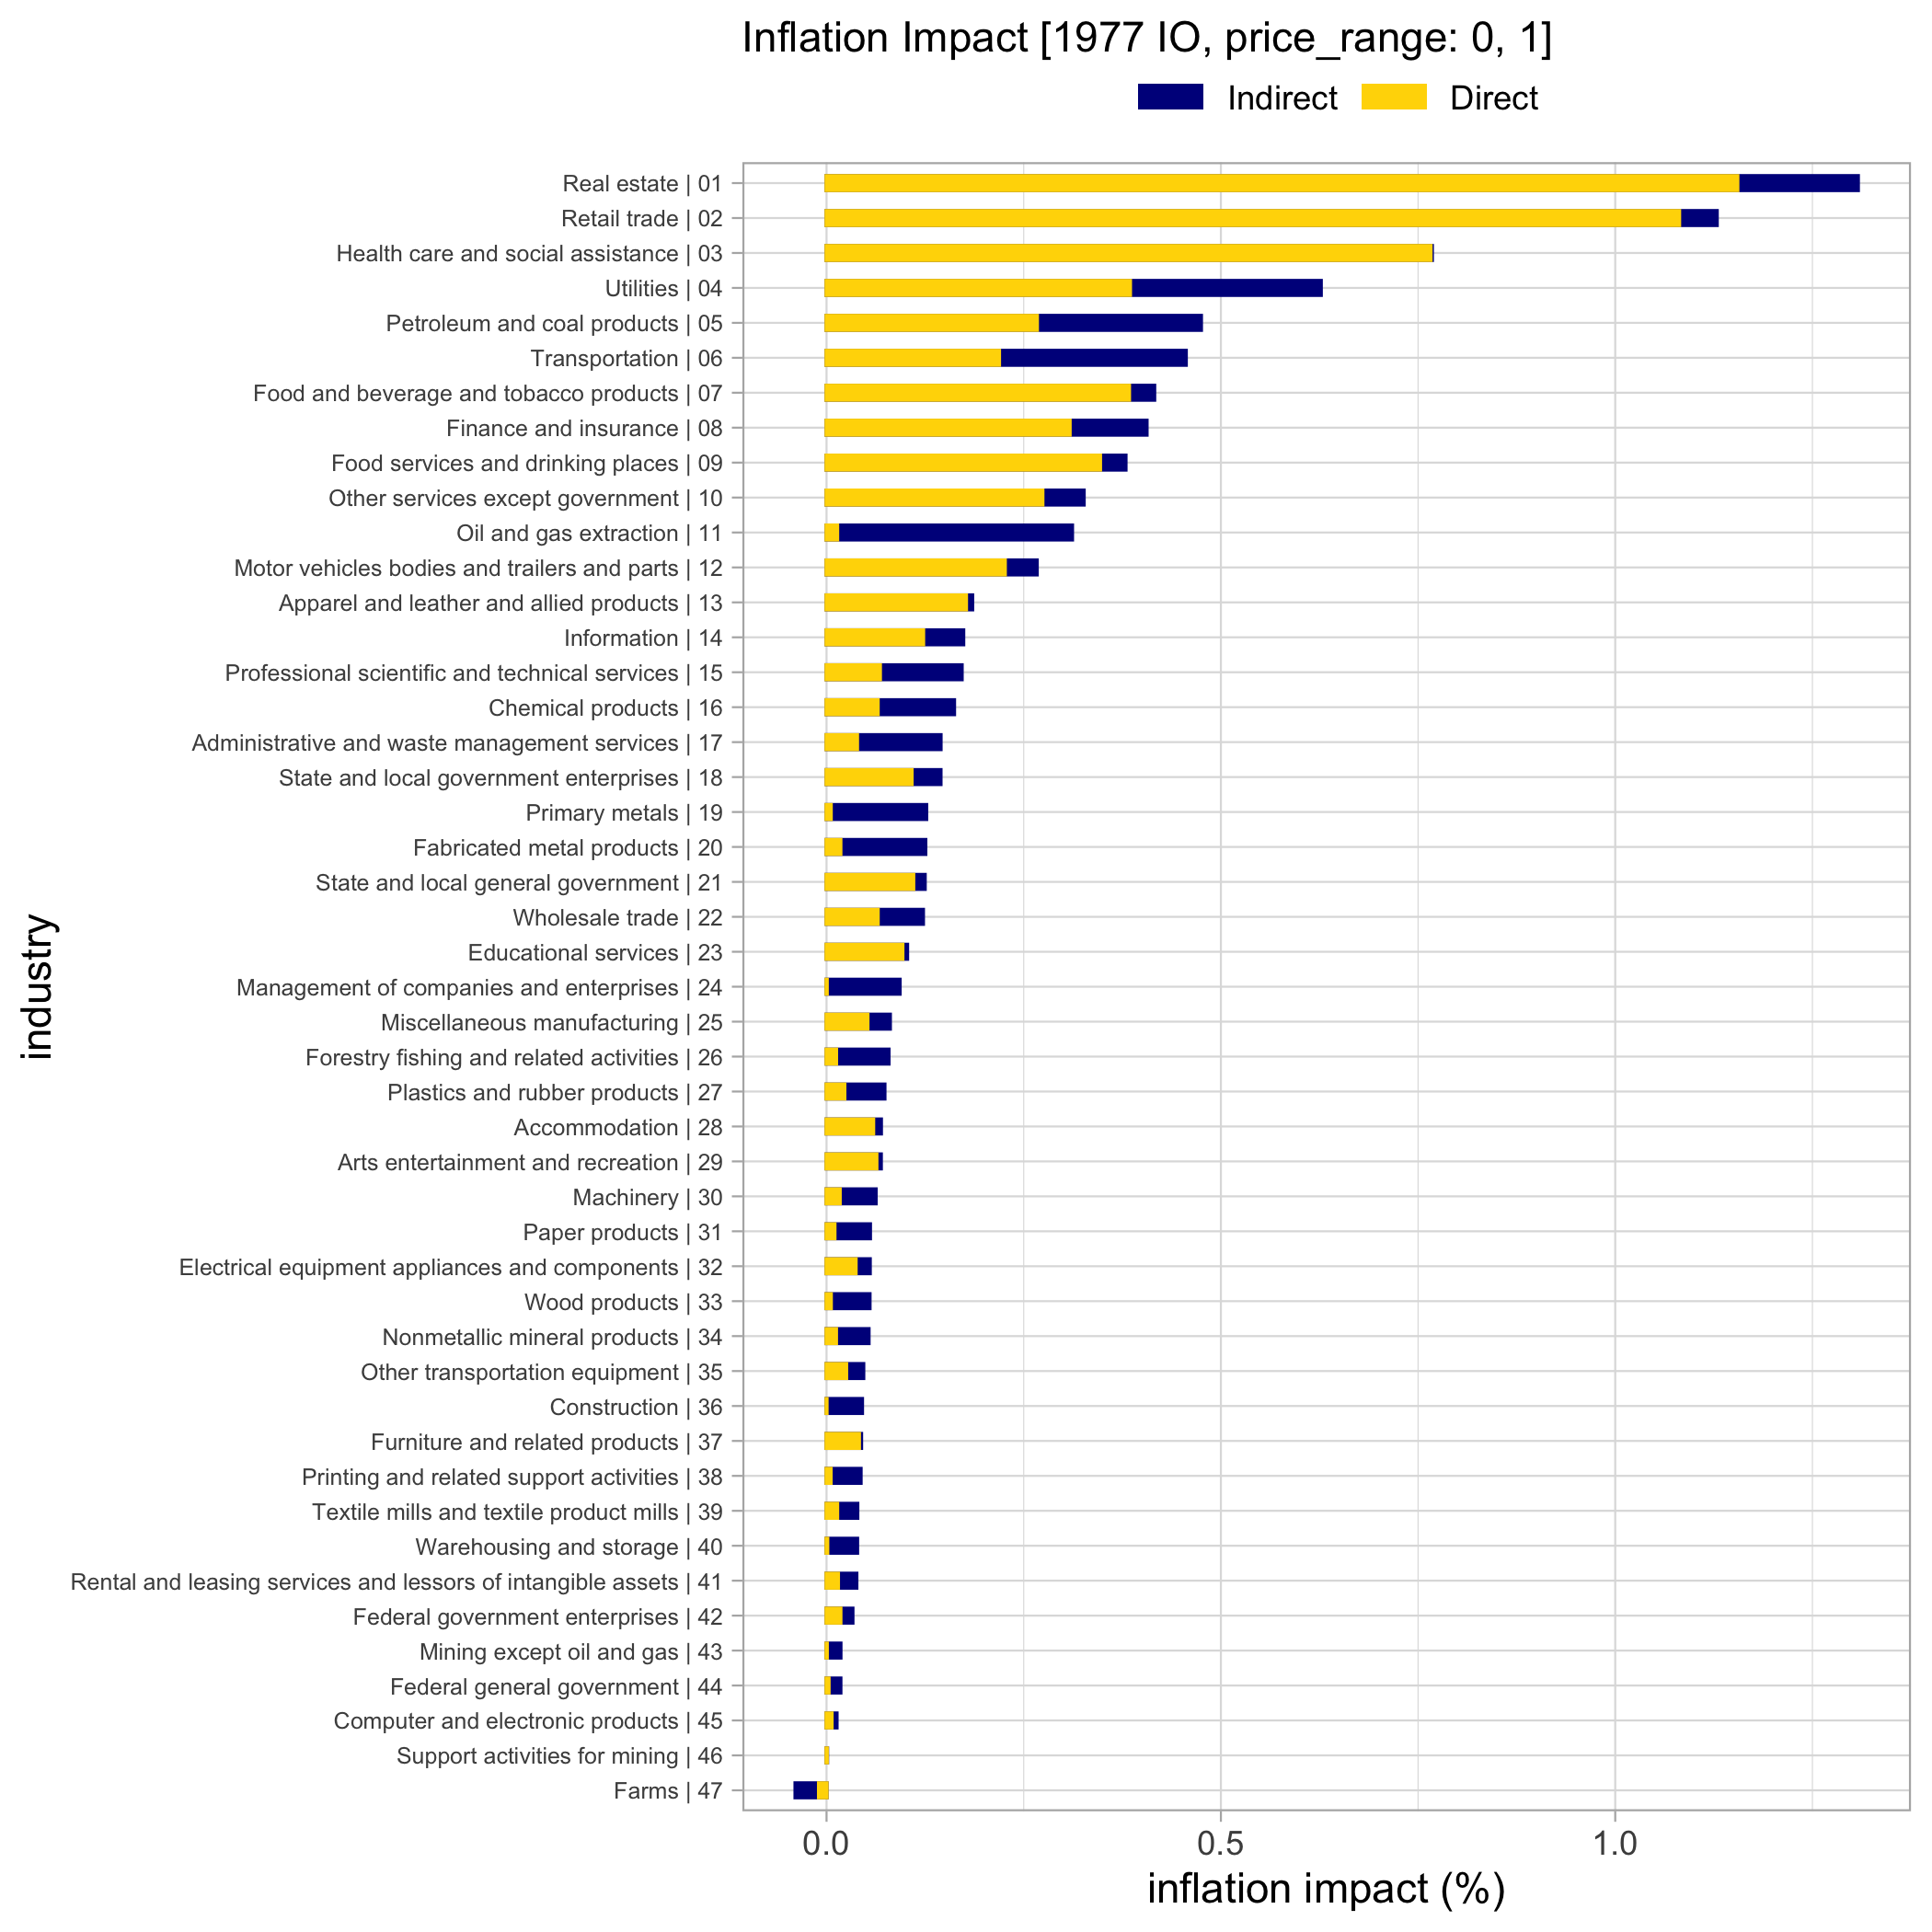 Inflation Impact [1977 IO, price_range: 0, 1]
Indirect Direct
industry
Real estate | 01
Retail trade | 02
Health care and social assistance | 03
Utilities | 04
Petroleum and coal products | 05
Transportation | 06
Food and beverage and tobacco products | 07
Finance and insurance | 08
Food services and drinking places | 09
Other services except government | 10
Oil and gas extraction | 11
Motor vehicles bodies and trailers and parts | 12
Apparel and leather and allied products | 13
Information | 14
Professional scientific and technical services | 15
Chemical products | 16
Administrative and waste management services | 17
State and local government enterprises | 18
Primary metals | 19
Fabricated metal products | 20
State and local general government | 21
Wholesale trade | 22
Educational services | 23
Management of companies and enterprises | 24
Miscellaneous manufacturing | 25
Forestry fishing and related activities | 26
Plastics and rubber products | 27
Accommodation | 28
Arts entertainment and recreation | 29
Machinery | 30
Paper products | 31
Electrical equipment appliances and components | 32
Wood products | 33
Nonmetallic mineral products | 34
Other transportation equipment | 35
Construction | 36
Furniture and related products | 37
Printing and related support activities | 38
Textile mills and textile product mills | 39
Warehousing and storage | 40
Rental and leasing services and lessors of intangible assets | 41
Federal government enterprises | 42
Mining except oil and gas | 43
Federal general government | 44
Computer and electronic products | 45
Support activities for mining | 46
Farms | 47
0.0 0.5 1.0
inflation impact (%)